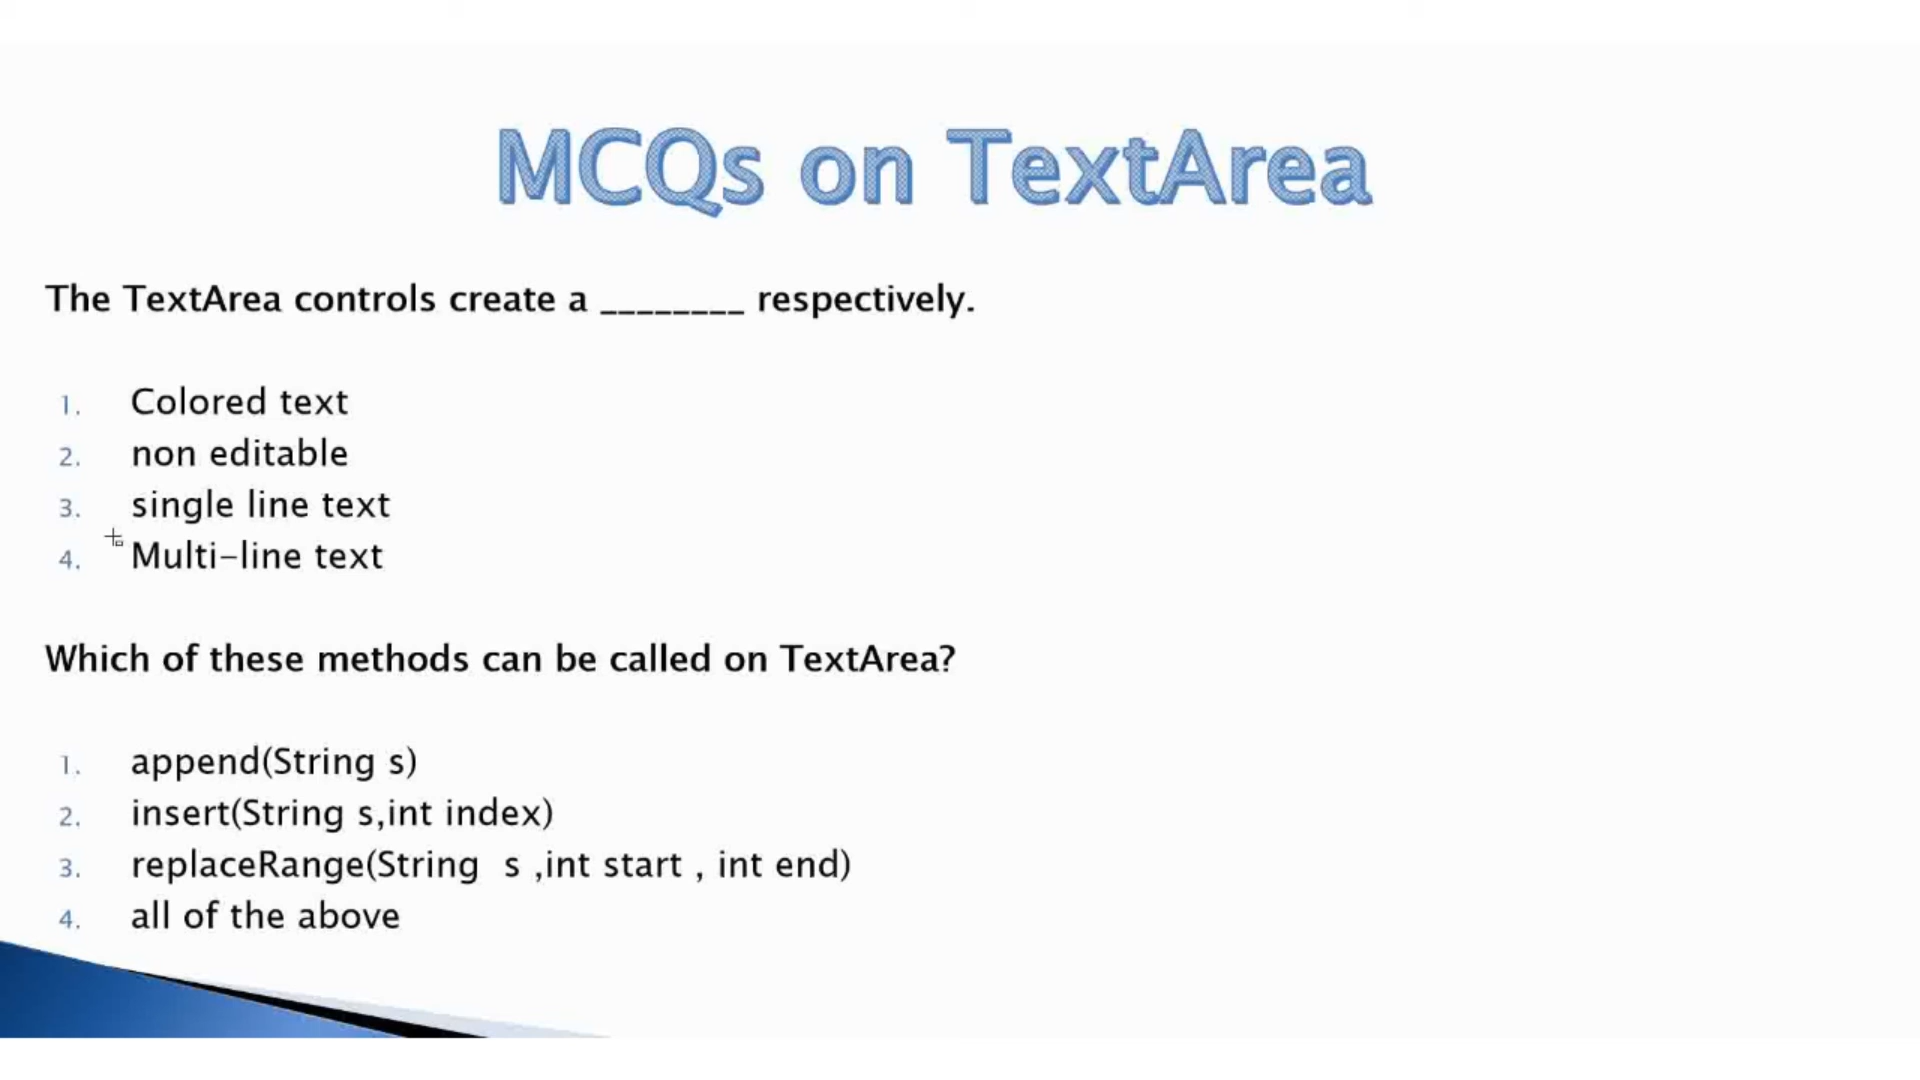 MCQs on TextArea
The TextArea controls create a ________ respectively.
1. Colored text
2. non editable
3. single line text
4. Multi-line text
Which of these methods can be called on TextArea?
1. append(String s)
2. insert(String s,int index)
3. replaceRange(String  s ,int start , int end)
4. all of the above